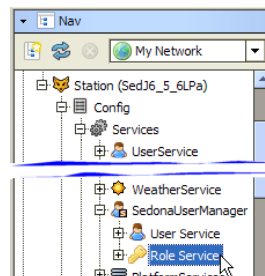 Nav
My Network
Station (SedJ6_5_6LPa)
Config
Services
UserService
WeatherService
SedonaUserManager
User Service
Role Service